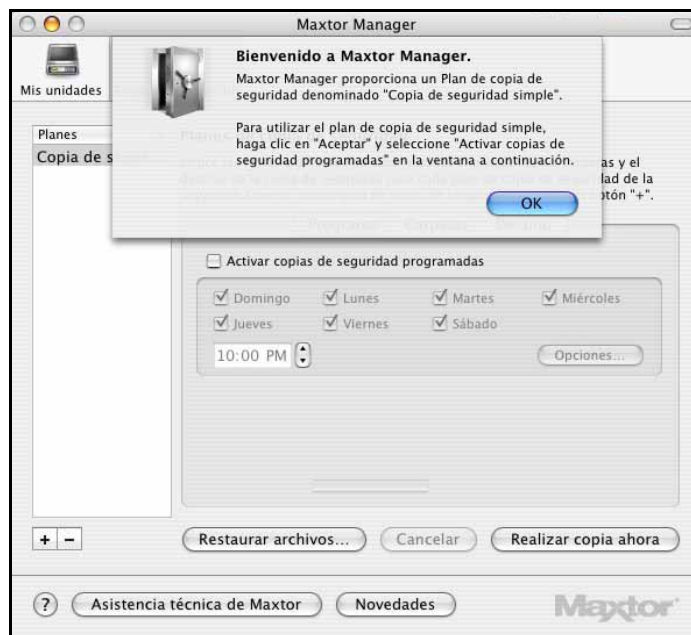 Maxtor Manager
Mis unidades
Bienvenido a Maxtor Manager.
Maxtor Manager proporciona un Plan de copia de
seguridad denominado "Copia de seguridad simple".
Para utilizar el plan de copia de seguridad simple,
haga clic en "Aceptar" y seleccione "Activar copias de
seguridad programadas" en la ventana a continuación.
OK
Planes
Copia de s
as y el
dad de la
otón "+".
Activar copias de seguridad programadas
Domingo
Lunes
Martes
Miércoles
Jueves
Viernes
Sábado
10:00 PM
Opciones...
+
−
Restaurar archivos...
Cancelar
Realizar copia ahora
?
Asistencia técnica de Maxtor
Novedades
Maxtor